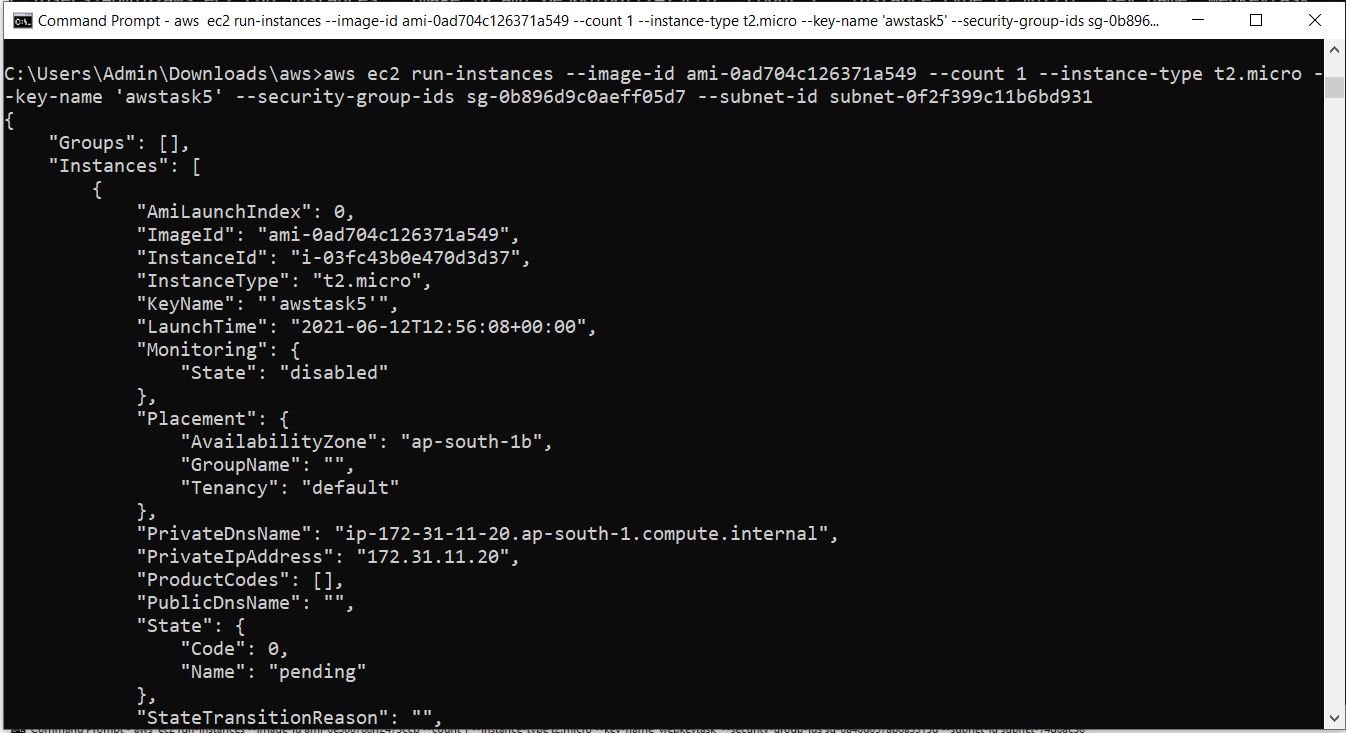 Command Prompt - aws  ec2 run-instances --image-id ami-0ad704c126371a549 --count 1 --instance-type t2.micro --key-name 'awstask5' --security-group-ids sg-0b896...
C:\Users\Admin\Downloads\aws>aws ec2 run-instances --image-id ami-0ad704c126371a549 --count 1 --instance-type t2.micro -
-key-name 'awstask5' --security-group-ids sg-0b896d9c0aeff05d7 --subnet-id subnet-0f2f399c11b6bd931
{
    "Groups": [],
    "Instances": [
        {
            "AmiLaunchIndex": 0,
            "ImageId": "ami-0ad704c126371a549",
            "InstanceId": "i-03fc43b0e470d3d37",
            "InstanceType": "t2.micro",
            "KeyName": "'awstask5'",
            "LaunchTime": "2021-06-12T12:56:08+00:00",
            "Monitoring": {
                "State": "disabled"
            },
            "Placement": {
                "AvailabilityZone": "ap-south-1b",
                "GroupName": "",
                "Tenancy": "default"
            },
            "PrivateDnsName": "ip-172-31-11-20.ap-south-1.compute.internal",
            "PrivateIpAddress": "172.31.11.20",
            "ProductCodes": [],
            "PublicDnsName": "",
            "State": {
                "Code": 0,
                "Name": "pending"
            },
            "StateTransitionReason": "",